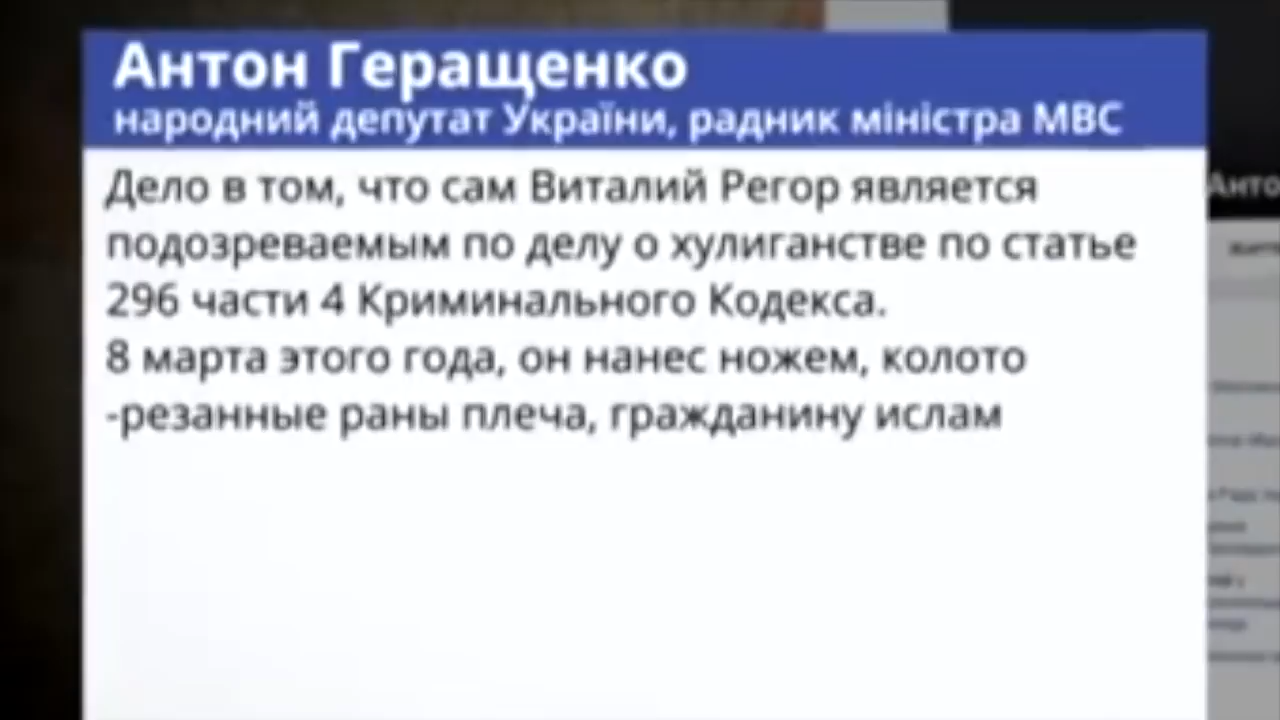 Антон Геращенко
народний депутат України, радник міністра МВС
Дело в том, что сам Виталий Регор является
подозреваемым по делу о хулиганстве по статье
296 части 4 Криминального Кодекса.
8 марта этого года, он нанес ножем, колото
-резанные раны плеча, гражданину ислам
Анто